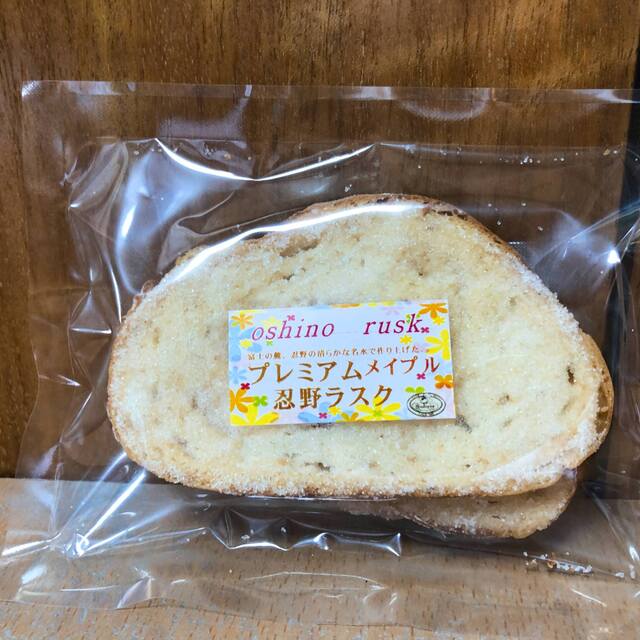 oshino rusk
富士の麓、忍野の清らかな名水で作り上げた。
プレミアムメイプル
忍野ラスク